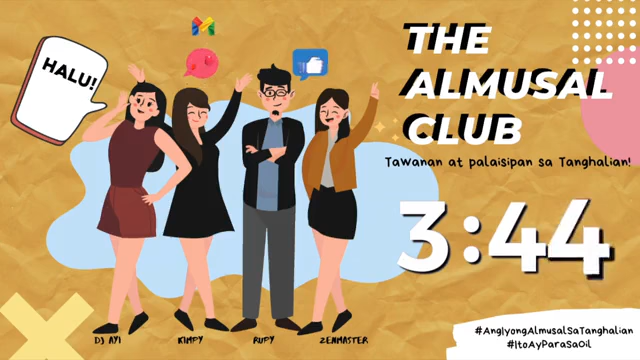 HALU!
THE
ALMUSAL
CLUB
Tawanan at palaisipan sa Tanghalian!
3:44
DJ AYI
KIMPY
RUPY
ZENMASTER
#AngIyongAlmusalSaTanghalian
#ItoAyParaSaOil